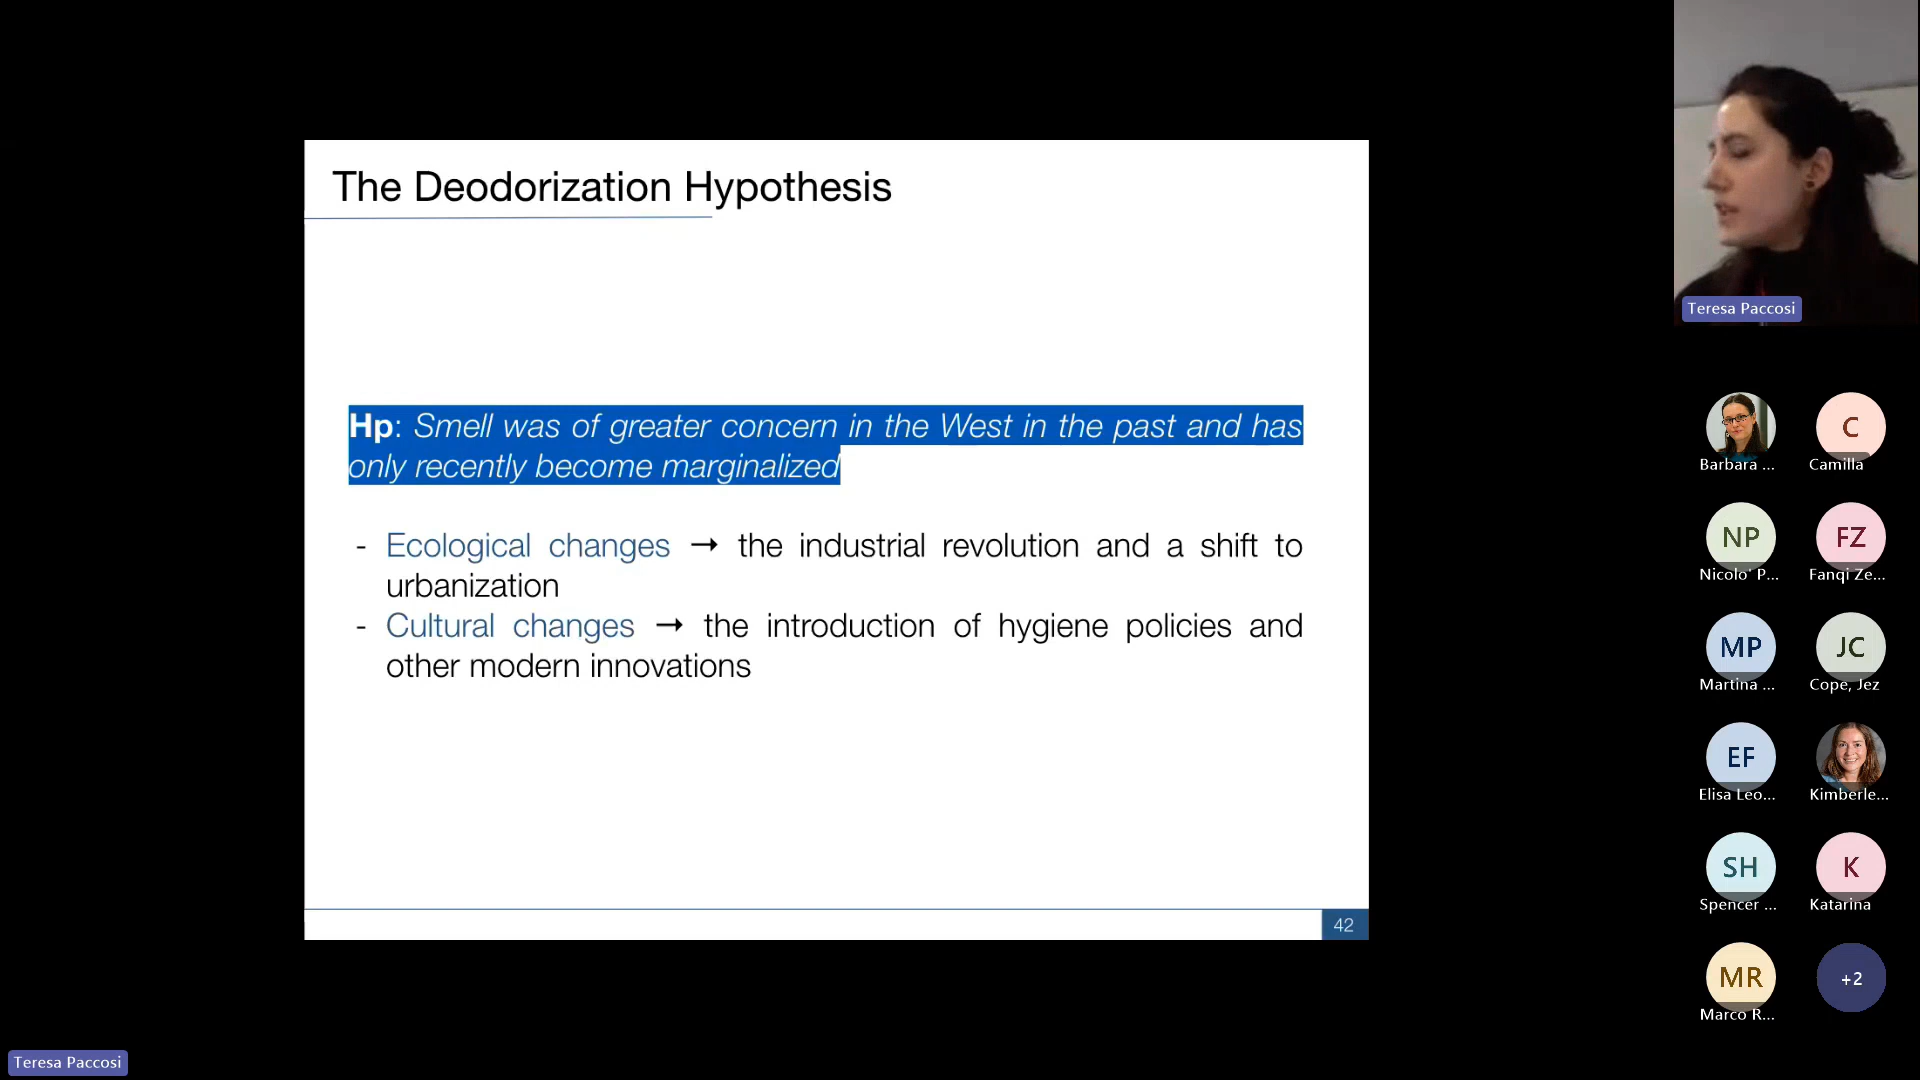 The Deodorization Hypothesis
Hp: Smell was of greater concern in the West in the past and has
only recently become marginalized
- Ecological changes → the industrial revolution and a shift to
urbanization
- Cultural changes → the introduction of hygiene policies and
other modern innovations
42
Teresa Paccosi
Barbara ...
C
Camilla
NP
Nicolo' P...
FZ
Fanqi Ze...
MP
Martina ...
JC
Cope, Jez
EF
Elisa Leo...
Kimberle...
SH
Spencer ...
K
Katarina
MR
Marco R...
+2
Teresa Paccosi